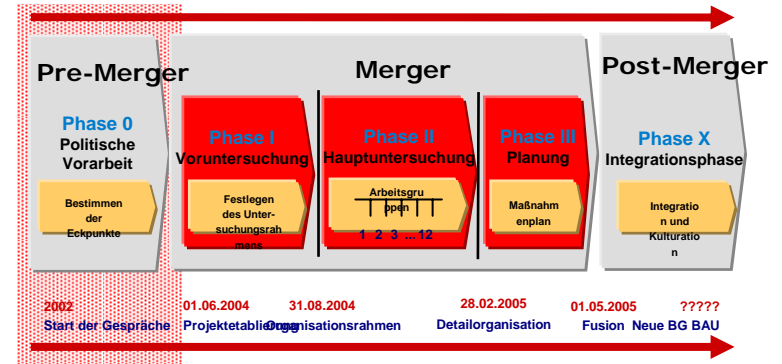 Pre-Merger
Merger
Post-Merger
Phase 0
Politische
Vorarbeit
Bestimmen
der
Eckpunkte
Phase I
Voruntersuchung
Festlegen
des Unter-
suchungsrah
mens
Phase II
Hauptuntersuchung
Arbeitsgru
ppen
1 2 3 ... 12
Phase III
Planung
Maßnahm
enplan
Phase X
Integrationsphase
Integratio
n und
Kulturatio
n
2002
Start der Gespräche
01.06.2004
Projektetablierung
31.08.2004
Organisationsrahmen
28.02.2005
Detailorganisation
01.05.2005
Fusion
?????
Neue BG BAU